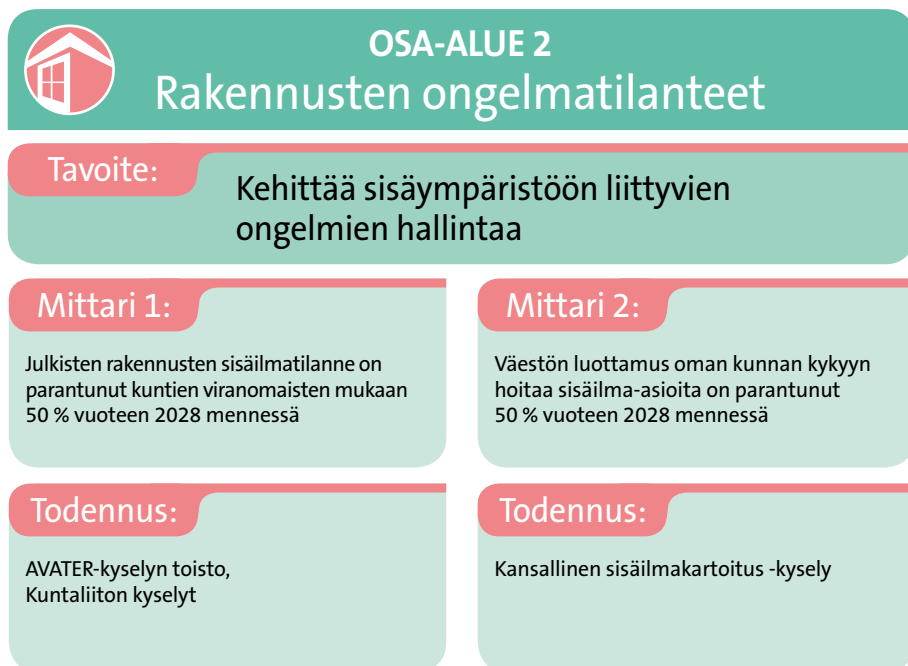 OSA-ALUE 2
Rakennusten ongelmatilanteet
Tavoite:
Kehittää sisäympäristöön liittyvien
ongelmien hallintaa
Mittari 1:
Julkisten rakennusten sisäilmatilanne on
parantunut kuntien viranomaisten mukaan
50 % vuoteen 2028 mennessä
Mittari 2:
Väestön luottamus oman kunnan kykyyn
hoitaa sisäilma-asioita on parantunut
50 % vuoteen 2028 mennessä
Todennus:
AVATER-kyselyn toisto,
Kuntaliiton kyselyt
Todennus:
Kansallinen sisäilmakartoitus -kysely